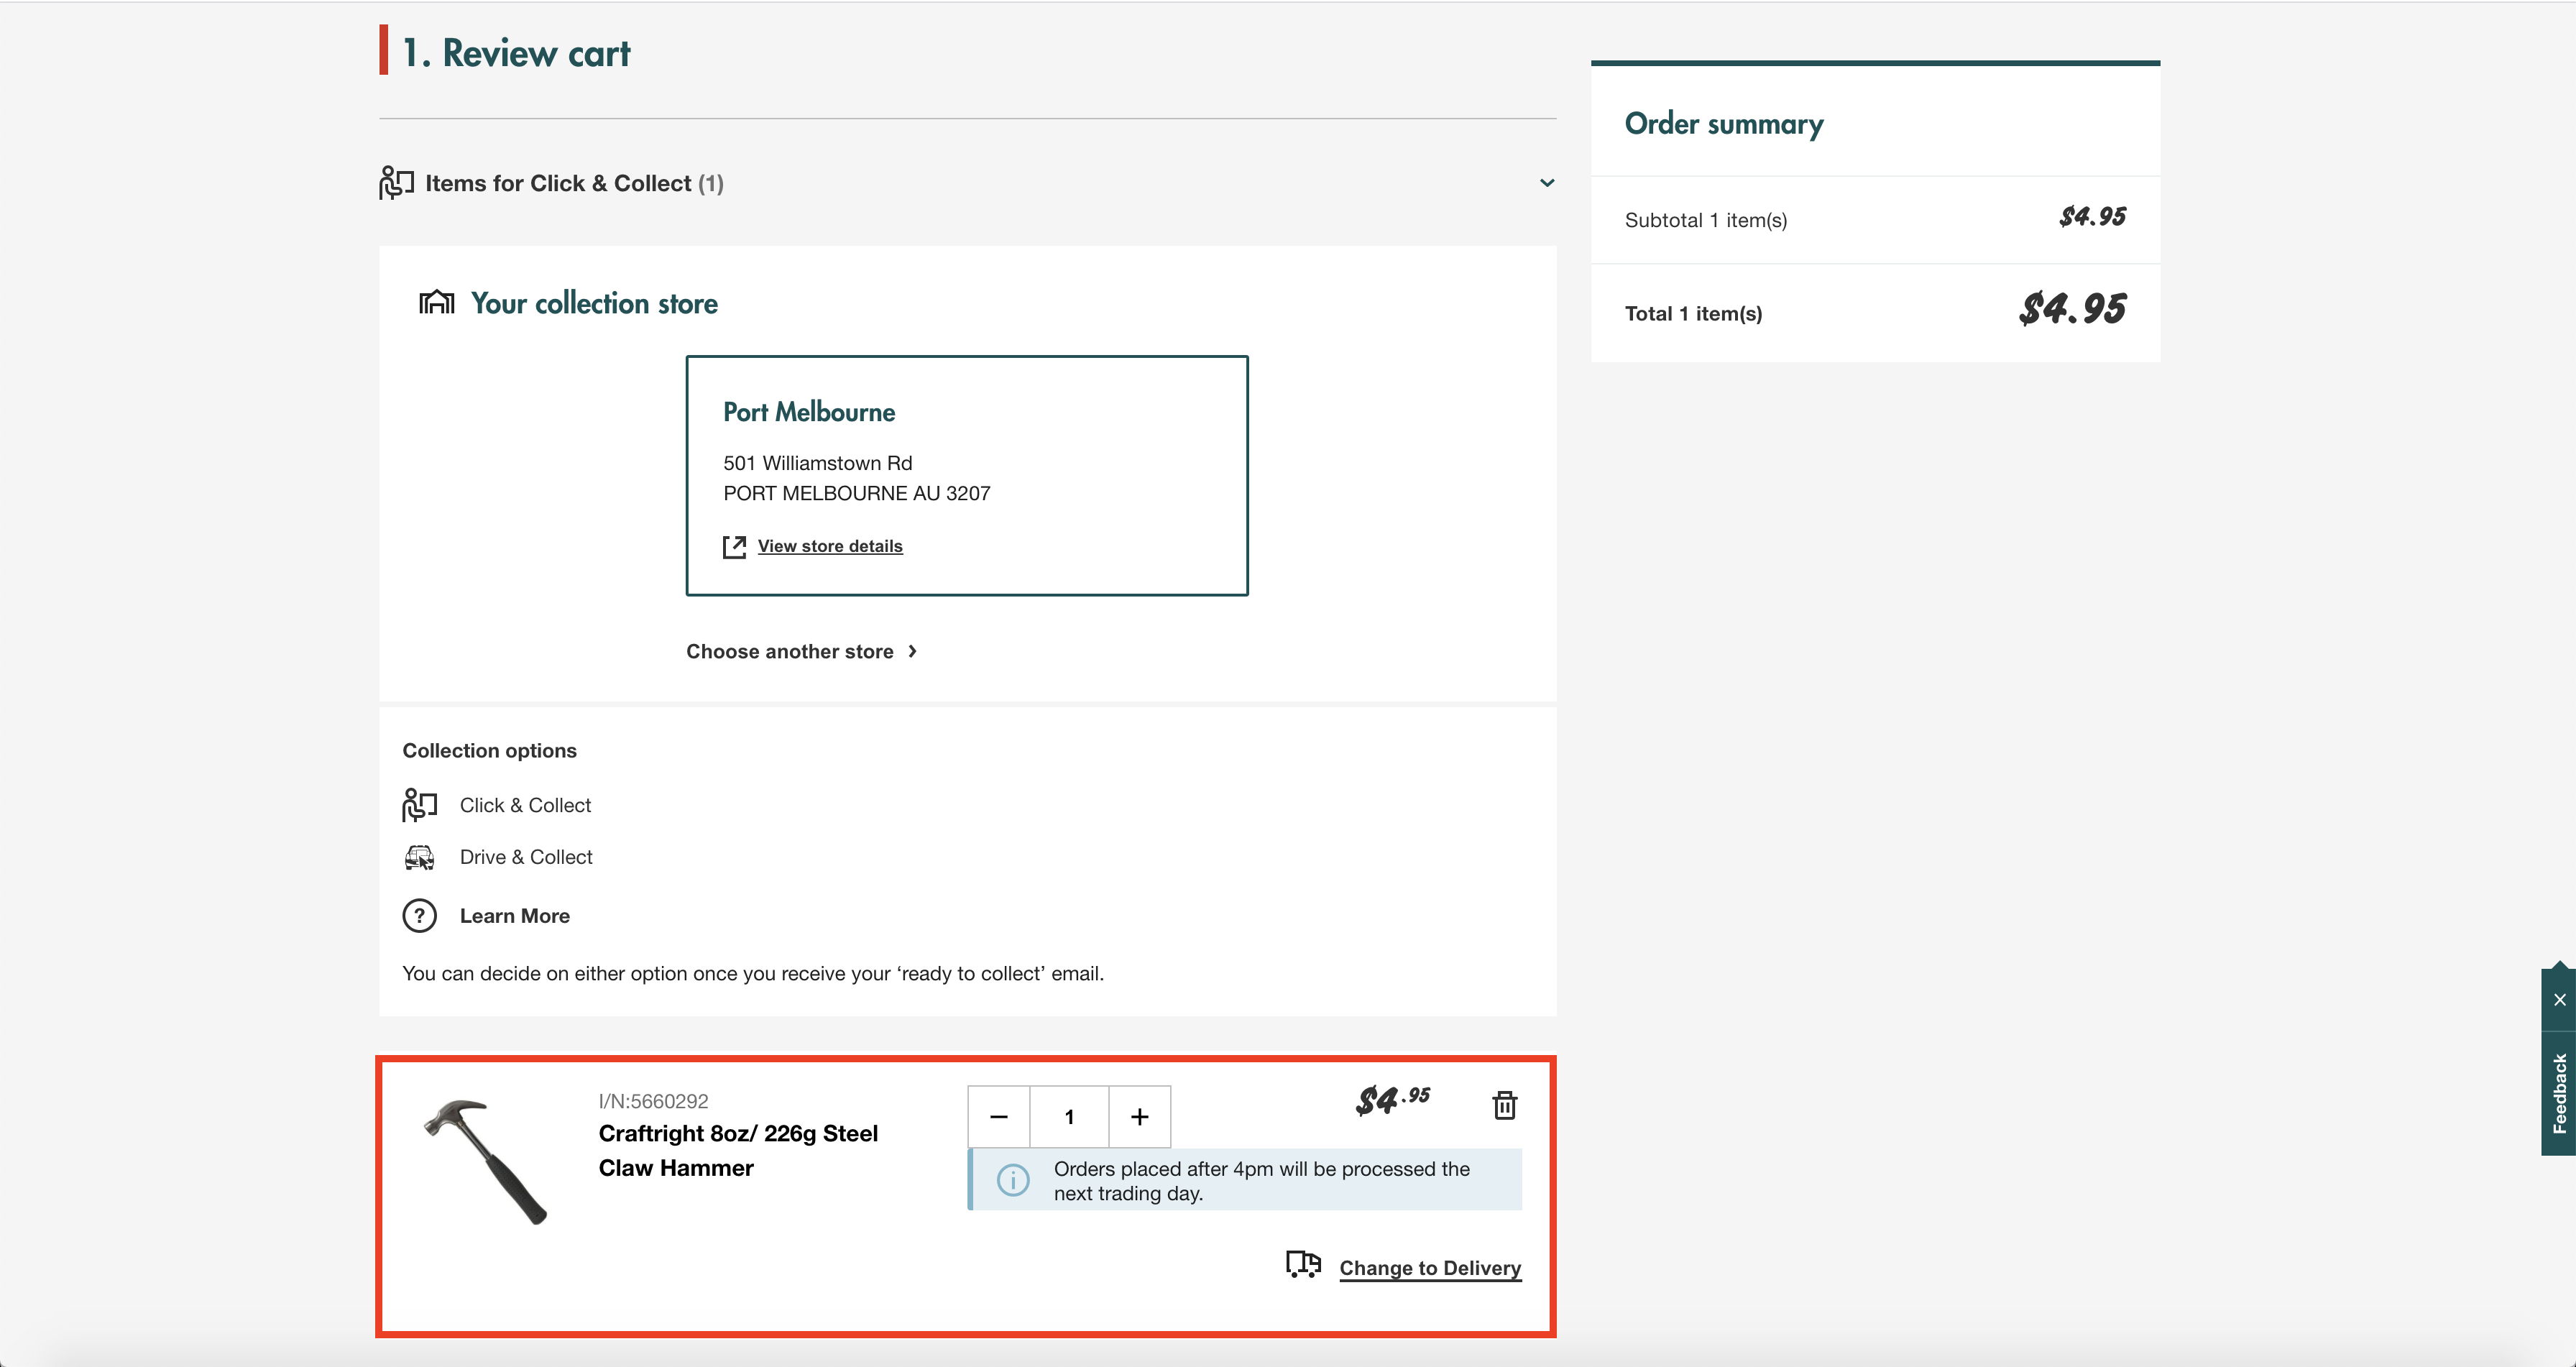 1. Review cart
Items for Click & Collect (1)
Your collection store
Port Melbourne
501 Williamstown Rd
PORT MELBOURNE AU 3207
View store details
Choose another store
Collection options
Click & Collect
Drive & Collect
? Learn More
You can decide on either option once you receive your ‘ready to collect’ email.
I/N:5660292
Craftright 8oz/ 226g Steel
Claw Hammer
− 1 +
$4.95
Orders placed after 4pm will be processed the
next trading day.
Change to Delivery
Order summary
Subtotal 1 item(s) $4.95
Total 1 item(s) $4.95
Feedback